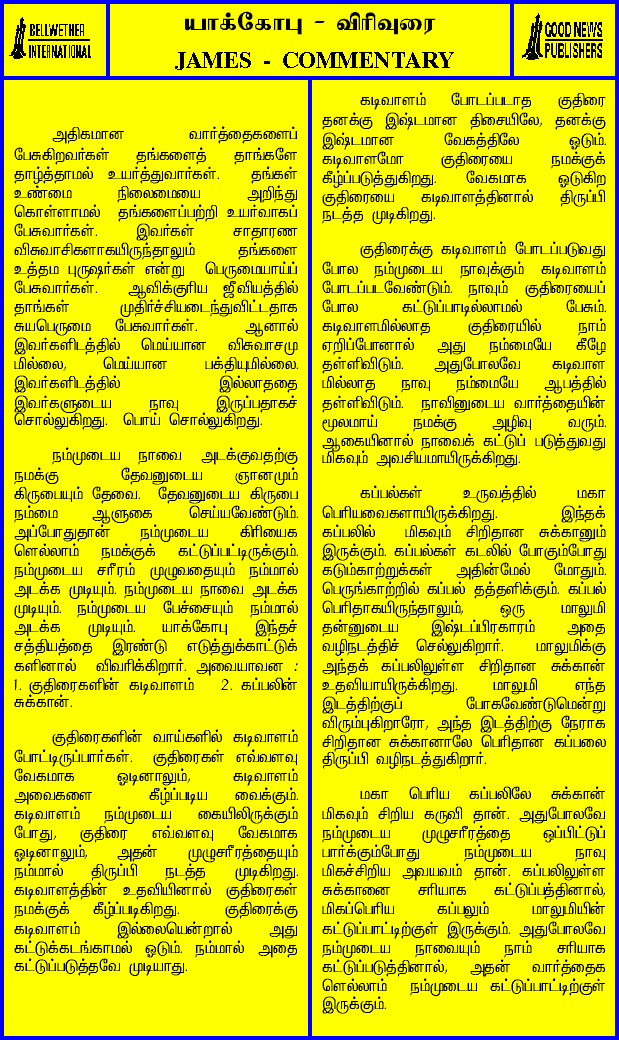 BELLWETHER
INTERNATIONAL
யாக்கோபு - விரிவுரை
JAMES - COMMENTARY
GOOD NEWS
PUBLISHERS
அதிகமான வார்த்தைகளைப்
பேசுகிறவர்கள் தங்களைத் தாங்களே
தாழ்த்தாமல் உயர்த்துவார்கள். தங்கள்
உண்மை நிலைமையை அறிந்து
கொள்ளாமல் தங்களைப்பற்றி உயர்வாகப்
பேசுவார்கள். இவர்கள் சாதாரண
விசுவாசிகளாகயிருந்தாலும் தங்களை
உத்தம புருஷர்கள் என்று பெருமையாய்ப்
பேசுவார்கள். ஆவிக்குரிய ஜீவியத்தில்
தாங்கள் முதிர்ச்சியடைந்துவிட்டதாக
சுயபெருமை பேசுவார்கள். ஆனால்
இவர்களிடத்தில் மெய்யான விசுவாசமு
மில்லை, மெய்யான பக்தியுமில்லை.
இவர்களிடத்தில் இல்லாததை
இவர்களுடைய நாவு இருப்பதாகச்
சொல்லுகிறது. பொய் சொல்லுகிறது.
நம்முடைய நாவை அடக்குவதற்கு
நமக்கு தேவனுடைய ஞானமும்
கிருபையும் தேவை. தேவனுடைய கிருபை
நம்மை ஆளுகை செய்யவேண்டும்.
அப்போதுதான் நம்முடைய கிரியைக
ளெல்லாம் நமக்குக் கட்டுப்பட்டிருக்கும்.
நம்முடைய சரீரம் முழுவதையும் நம்மால்
அடக்க முடியும். நம்முடைய நாவை அடக்க
முடியும். நம்முடைய பேச்சையும் நம்மால்
அடக்க முடியும். யாக்கோபு இந்தச்
சத்தியத்தை இரண்டு எடுத்துக்காட்டுக்
களினால் விவரிக்கிறார். அவையாவன :
1. குதிரைகளின் கடிவாளம் 2. கப்பலின்
சுக்கான்.
குதிரைகளின் வாய்களில் கடிவாளம்
போட்டிருப்பார்கள். குதிரைகள் எவ்வளவு
வேகமாக ஓடினாலும், கடிவாளம்
அவைகளை கீழ்ப்படிய வைக்கும்.
கடிவாளம் நம்முடைய கையிலிருக்கும்
போது, குதிரை எவ்வளவு வேகமாக
ஓடினாலும், அதன் முழுசரீரத்தையும்
நம்மால் திருப்பி நடத்த முடிகிறது.
கடிவாளத்தின் உதவியினால் குதிரைகள்
நமக்குக் கீழ்ப்படிகிறது. குதிரைக்கு
கடிவாளம் இல்லையென்றால் அது
கட்டுக்கடங்காமல் ஓடும். நம்மால் அதை
கட்டுப்படுத்தவே முடியாது.
கடிவாளம் போடப்படாத குதிரை
தனக்கு இஷ்டமான திசையிலே, தனக்கு
இஷ்டமான வேகத்திலே ஓடும்.
கடிவாளமோ குதிரையை நமக்குக்
கீழ்ப்படுத்துகிறது. வேகமாக ஓடுகிற
குதிரையை கடிவாளத்தினால் திருப்பி
நடத்த முடிகிறது.
குதிரைக்கு கடிவாளம் போடப்படுவது
போல நம்முடைய நாவுக்கும் கடிவாளம்
போடப்படவேண்டும். நாவும் குதிரையைப்
போல கட்டுப்பாடில்லாமல் பேசும்.
கடிவாளமில்லாத குதிரையில் நாம்
ஏறிப்போனால் அது நம்மையே கீழே
தள்ளிவிடும். அதுபோலவே கடிவாள
மில்லாத நாவு நம்மையே ஆபத்தில்
தள்ளிவிடும். நாவினுடைய வார்த்தையின்
மூலமாய் நமக்கு அழிவு வரும்.
ஆகையினால் நாவைக் கட்டுப் படுத்துவது
மிகவும் அவசியமாயிருக்கிறது.
கப்பல்கள் உருவத்தில் மகா
பெரியவைகளாயிருக்கிறது. இந்தக்
கப்பலில் மிகவும் சிறிதான சுக்கானும்
இருக்கும். கப்பல்கள் கடலில் போகும்போது
கடும்காற்றுக்கள் அதின்மேல் மோதும்.
பெருங்காற்றில் கப்பல் தத்தளிக்கும். கப்பல்
பெரிதாகயிருந்தாலும், ஒரு மாலுமி
தன்னுடைய இஷ்டப்பிரகாரம் அதை
வழிநடத்திச் செல்லுகிறார். மாலுமிக்கு
அந்தக் கப்பலிலுள்ள சிறிதான சுக்கான்
உதவியாயிருக்கிறது. மாலுமி எந்த
இடத்திற்குப் போகவேண்டுமென்று
விரும்புகிறாரோ, அந்த இடத்திற்கு நேராக
சிறிதான சுக்கானாலே பெரிதான கப்பலை
திருப்பி வழிநடத்துகிறார்.
மகா பெரிய கப்பலிலே சுக்கான்
மிகவும் சிறிய கருவி தான். அதுபோலவே
நம்முடைய முழுசரீரத்தை ஒப்பிட்டுப்
பார்க்கும்போது நம்முடைய நாவு
மிகச்சிறிய அவயவம் தான். கப்பலிலுள்ள
சுக்கானை சரியாக கட்டுப்பத்தினால்,
மிகப்பெரிய கப்பலும் மாலுமியின்
கட்டுப்பாட்டிற்குள் இருக்கும். அதுபோலவே
நம்முடைய நாவையும் நாம் சரியாக
கட்டுப்படுத்தினால், அதன் வார்த்தைக
ளெல்லாம் நம்முடைய கட்டுப்பாட்டிற்குள்
இருக்கும்.